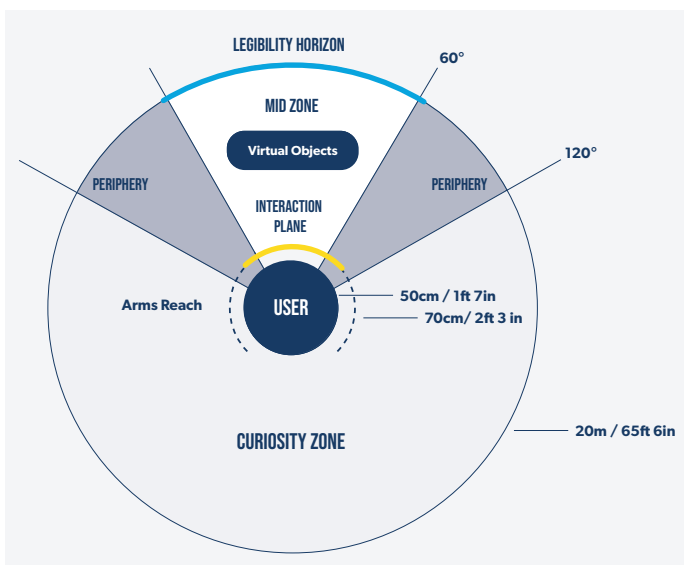 LEGIBILITY HORIZON
60°
MID ZONE
Virtual Objects
120°
PERIPHERY
PERIPHERY
INTERACTION
PLANE
Arms Reach
USER
50cm / 1ft 7in
70cm/ 2ft 3 in
CURIOSITY ZONE
20m / 65ft 6in